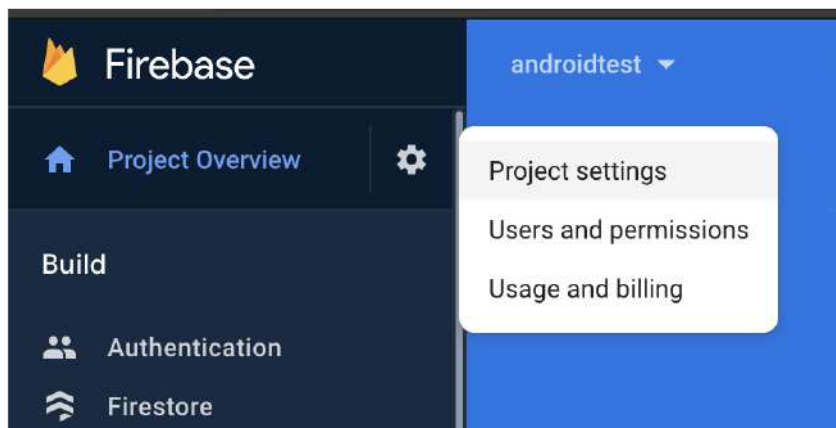 Firebase
androidtest
Project Overview
Project settings
Users and permissions
Usage and billing
Build
Authentication
Firestore